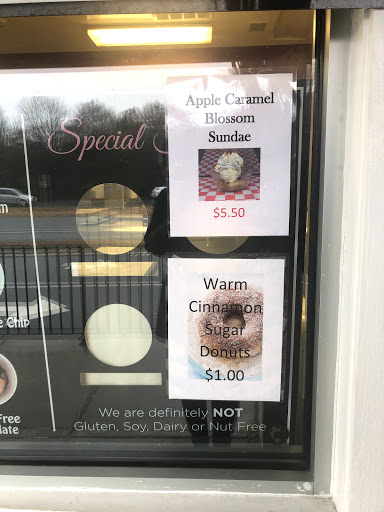 Special
Apple Caramel
Blossom
Sundae
$5.50
Warm
Cinnamon
Sugar
Donuts
$1.00
We are definitely NOT
Gluten, Soy, Dairy or Nut Free
Chip
Free